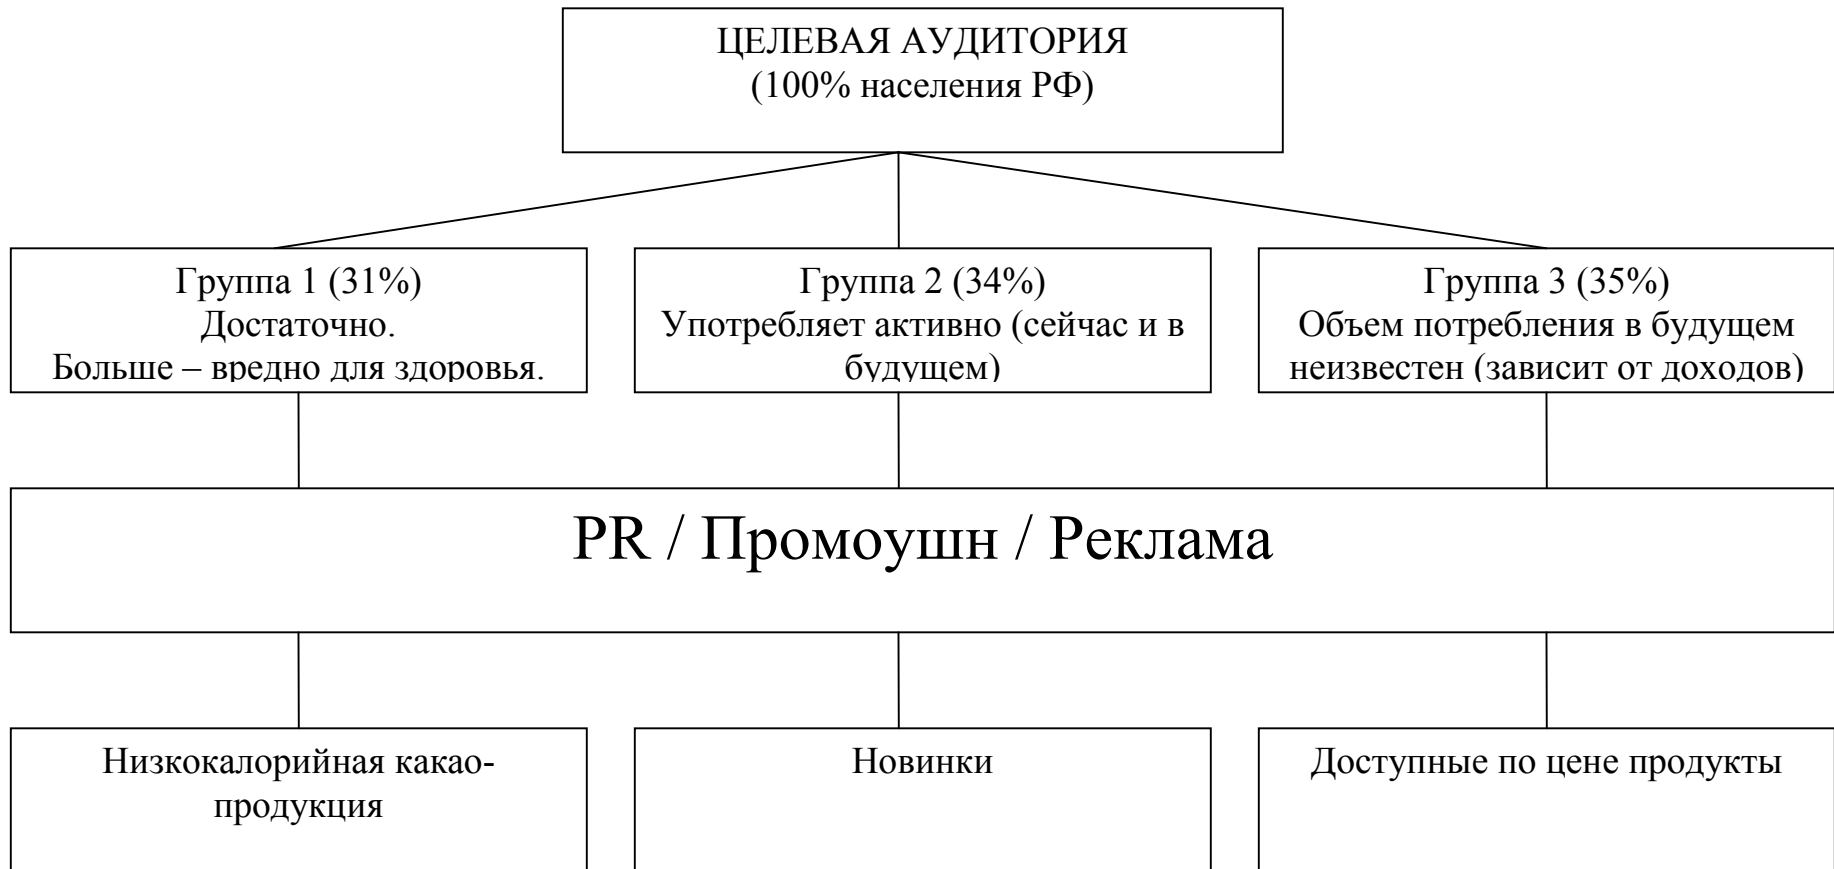 ЦЕЛЕВАЯ АУДИТОРИЯ
(100% населения РФ)
Группа 1 (31%)
Достаточно.
Больше – вредно для здоровья.
Группа 2 (34%)
Употребляет активно (сейчас и в
будущем)
Группа 3 (35%)
Объем потребления в будущем
неизвестен (зависит от доходов)
PR / Промоушн / Реклама
Низкокалорийная какао-
продукция
Новинки
Доступные по цене продукты